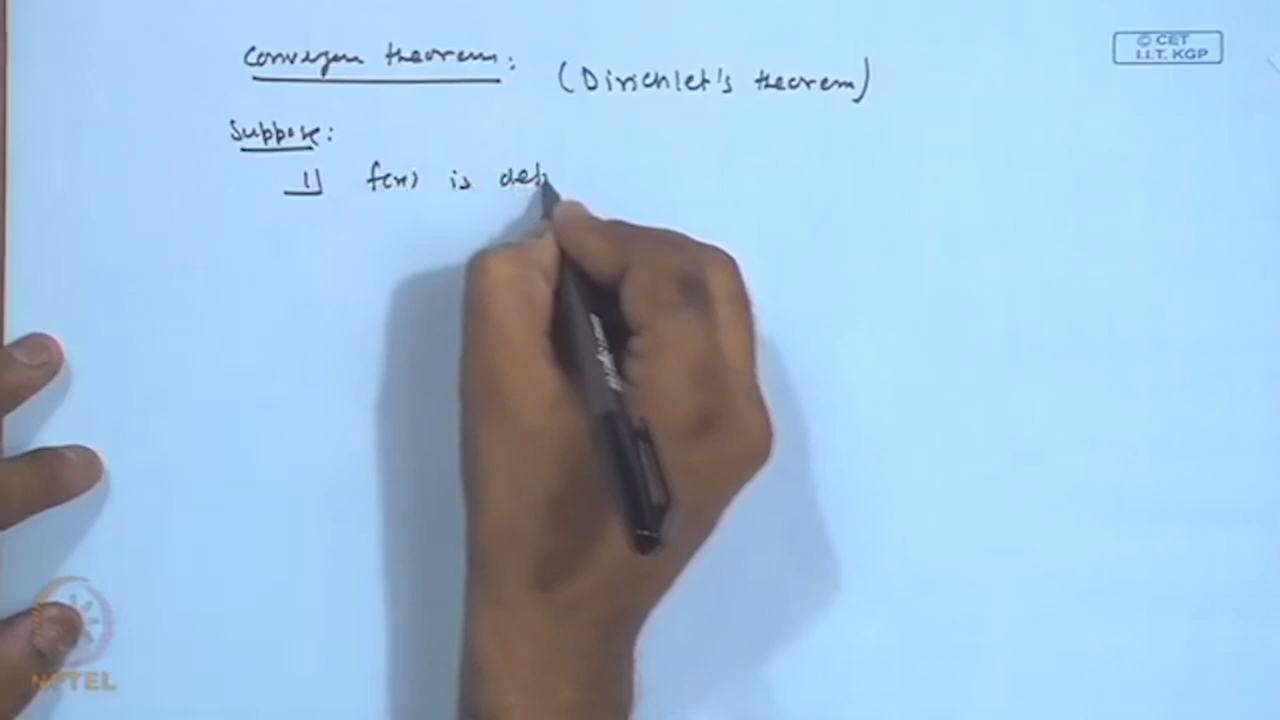 Convergen theorem: (Dirichlet's theorem)
© CET
I.I.T. KGP
Suppose:
1) f(x) is def
NPTEL